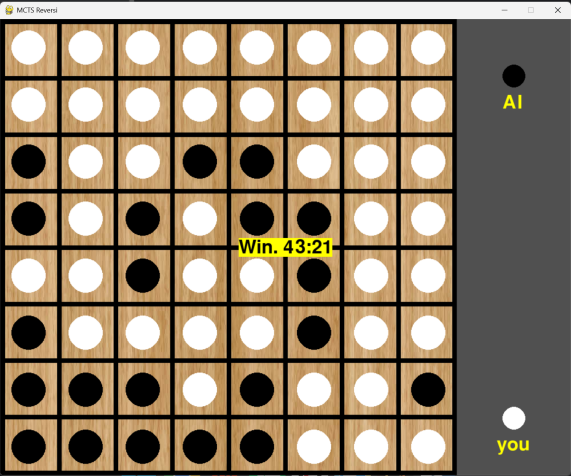 MCTS Reversi
AI
Win. 43:21
you